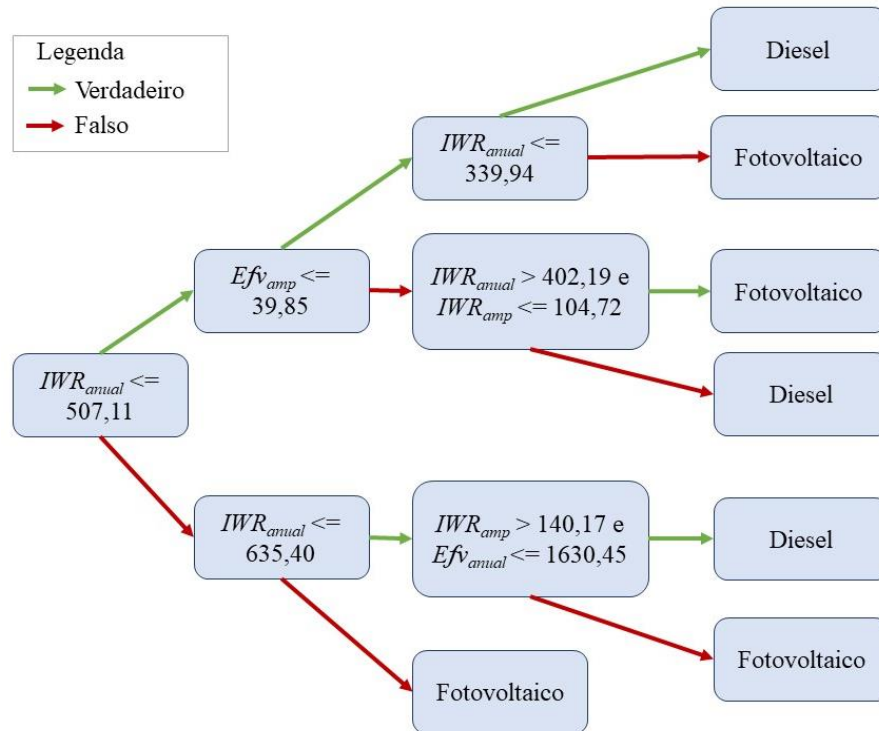 Legenda
Verdadeiro
Falso
Diesel
IWRanual <=
339,94
Fotovoltaico
Efvamp <=
39,85
IWRanual > 402,19 e
IWRamp <= 104,72
Fotovoltaico
IWRanual <=
507,11
Diesel
IWRanual <=
635,40
IWRamp > 140,17 e
Efvanual <= 1630,45
Diesel
Fotovoltaico
Fotovoltaico